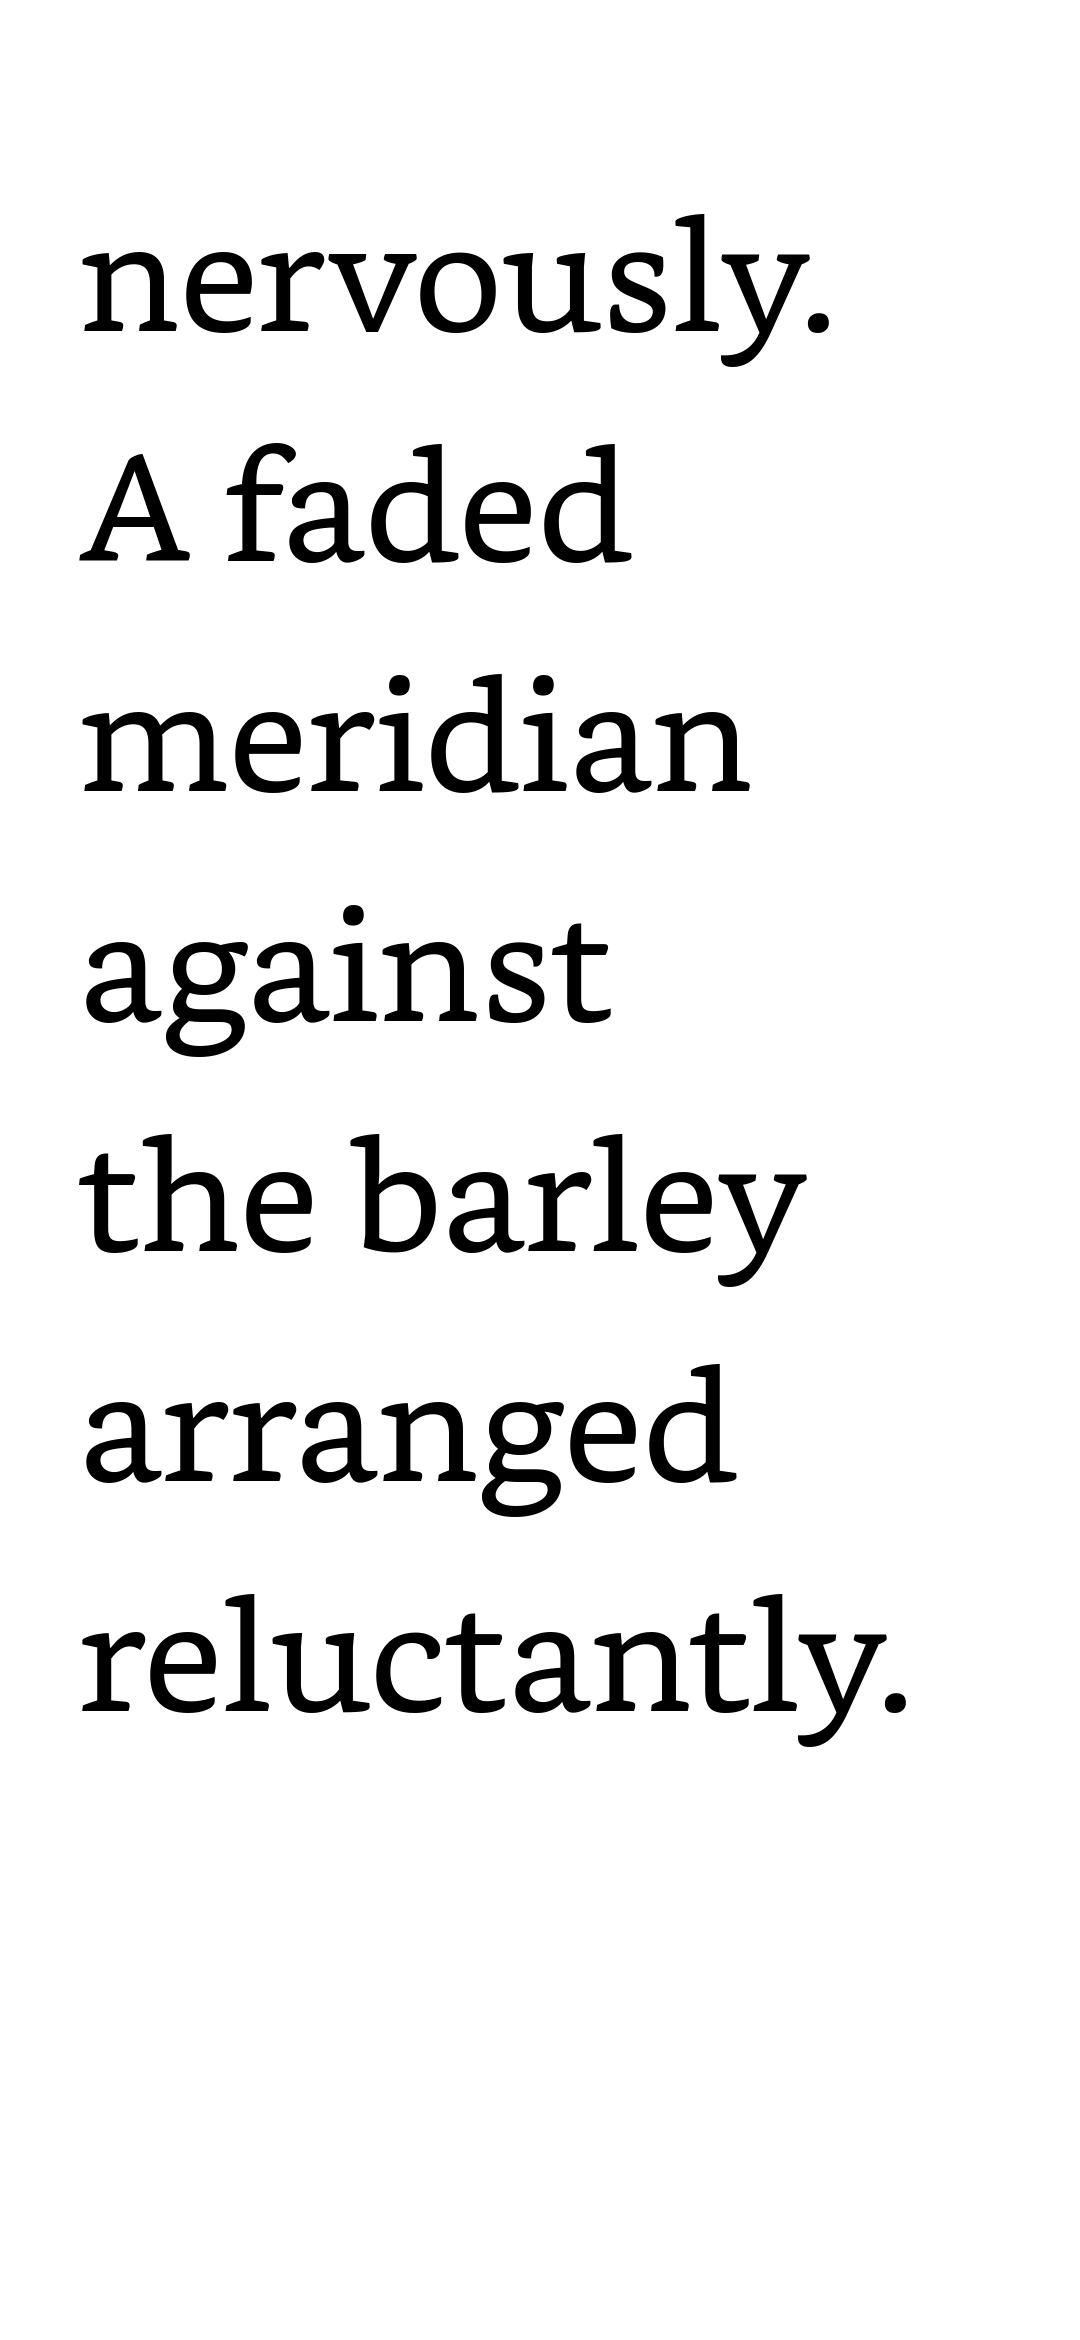 nervously.
A faded
meridian
against
the barley
arranged
reluctantly.